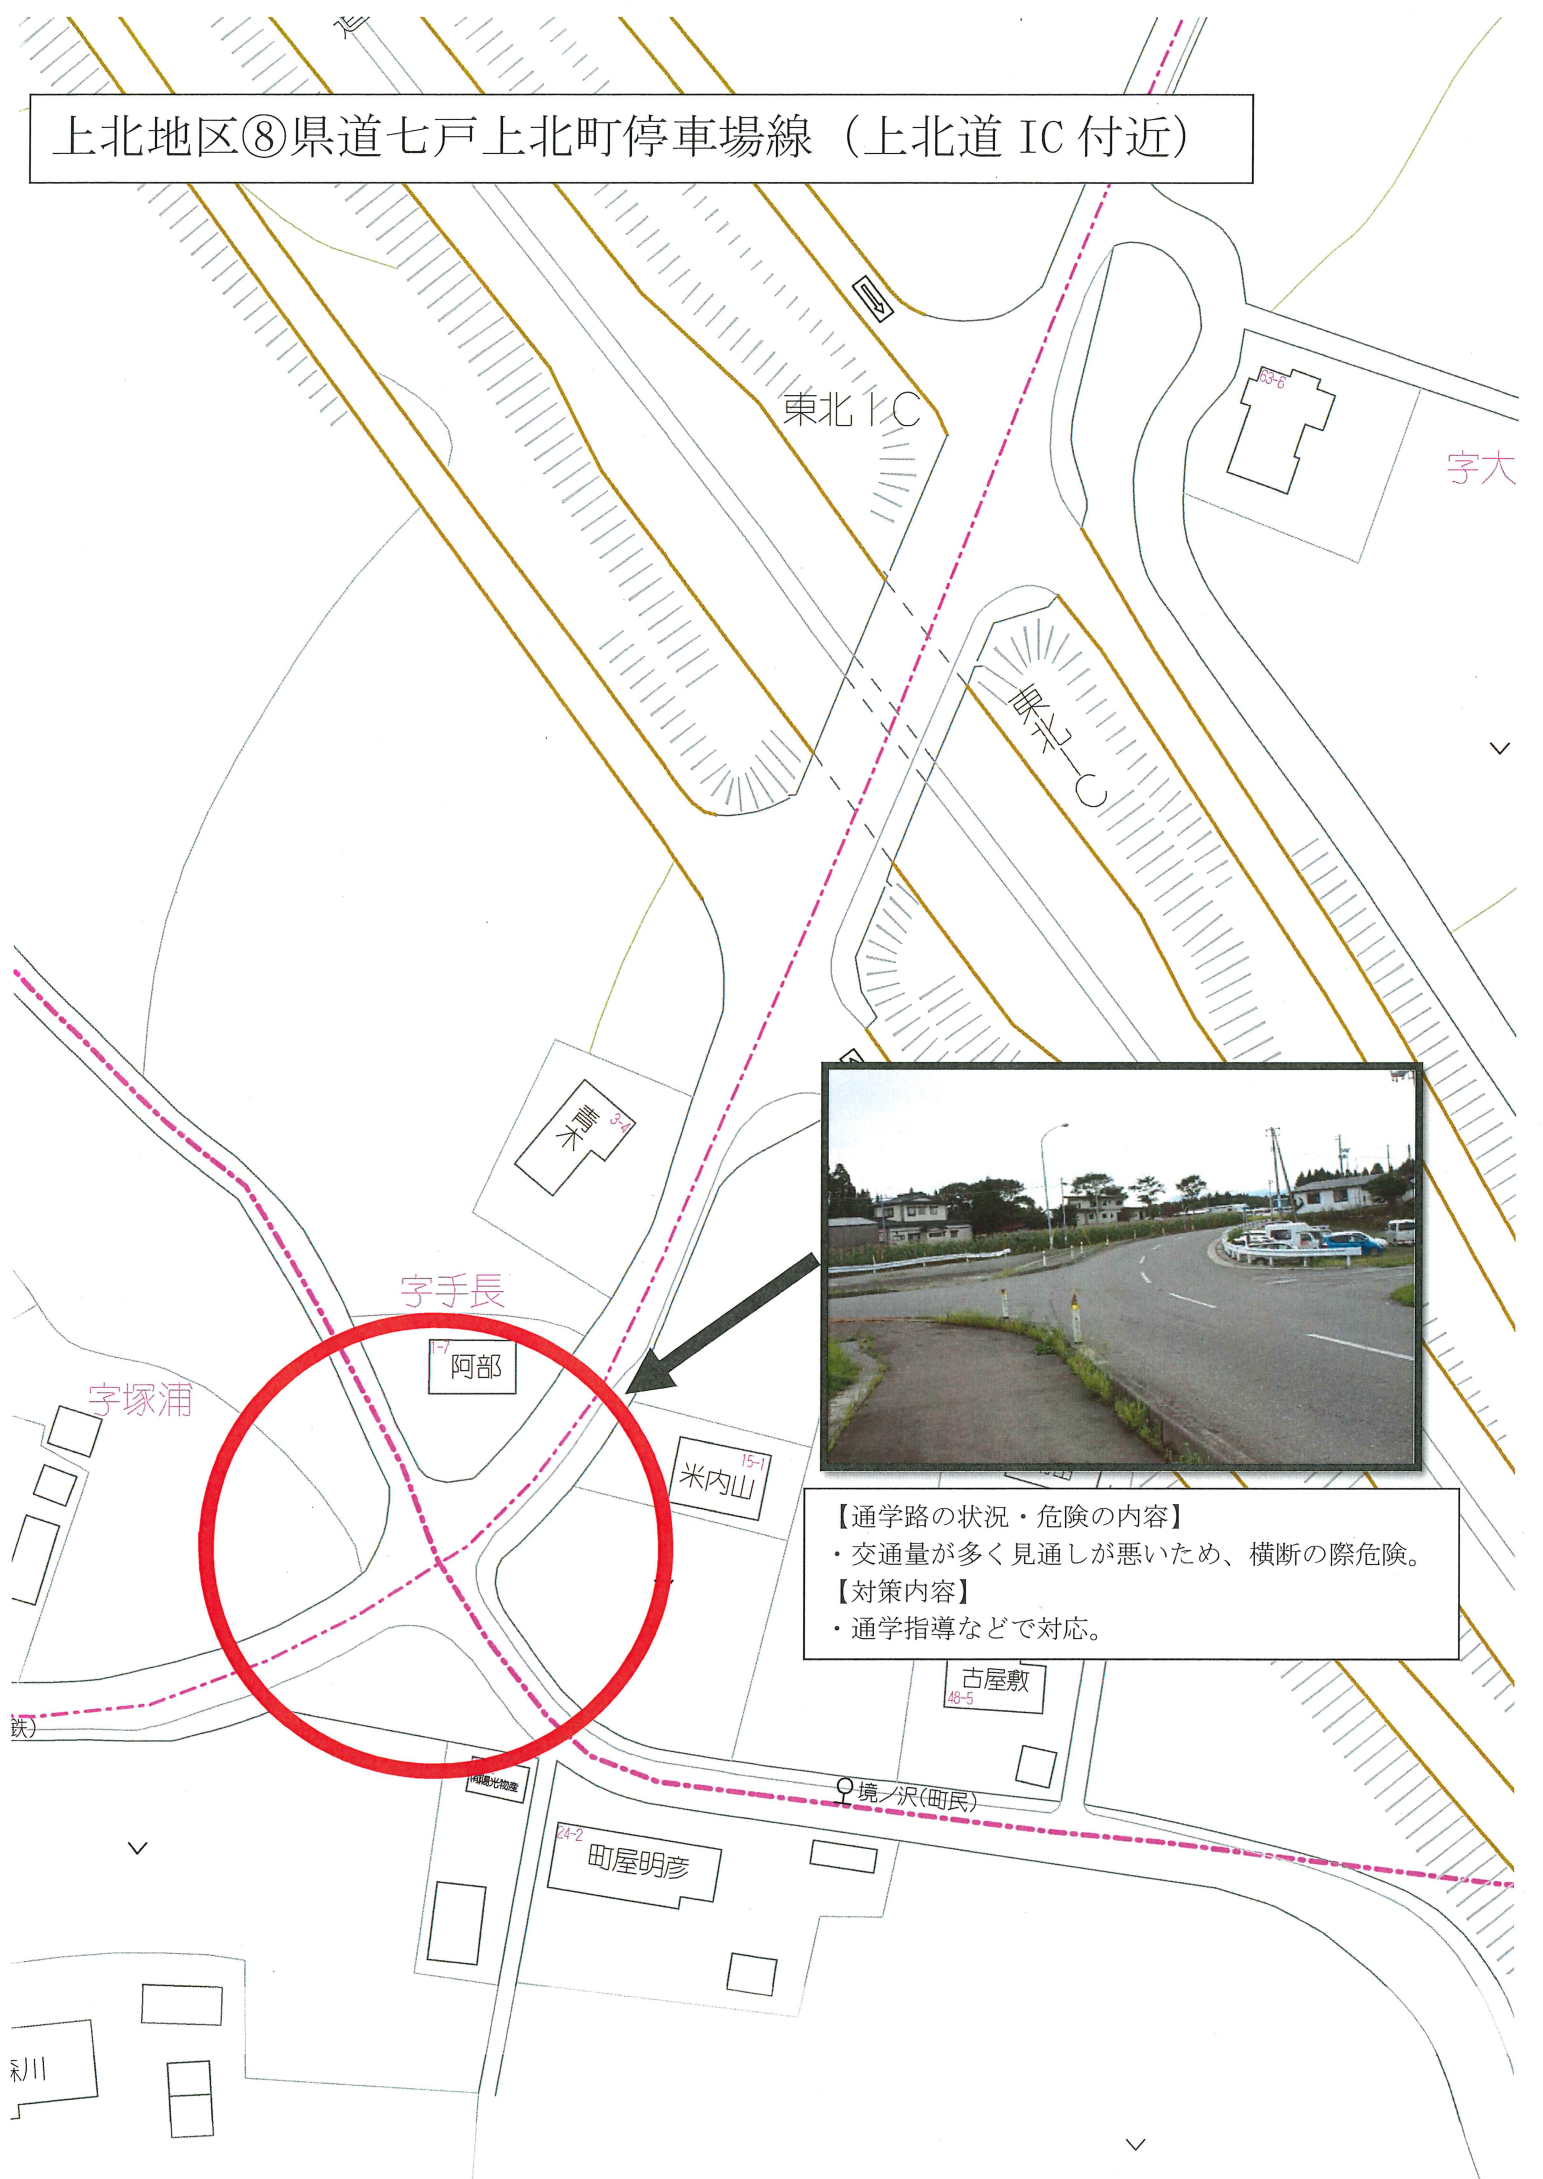 上北地区⑧県道七戸上北町停車場線（上北道 IC 付近）
63-6
東北IC
字大
東北IC
青木
3-4
字手長
1-7
阿部
字塚浦
15-1
米内山
【通学路の状況・危険の内容】
・交通量が多く見通しが悪いため、横断の際危険。
【対策内容】
・通学指導などで対応。
古屋敷
48-5
鉄)
境ノ沢(町民)
24-2
町屋明彦
森川